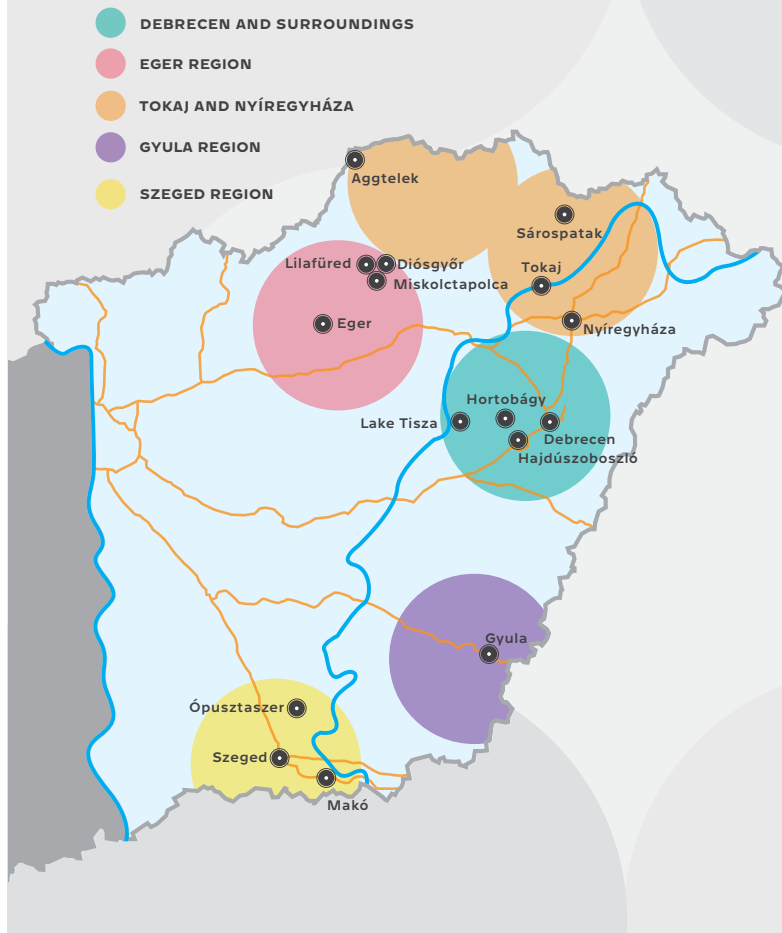 DEBRECEN AND SURROUNDINGS
EGER REGION
TOKAJ AND NYÍREGYHÁZA
GYULA REGION
SZEGED REGION
Aggtelek
Sárospatak
Lilafüred
Diósgyőr
Tokaj
Miskolctapolca
Eger
Nyíregyháza
Hortobágy
Lake Tisza
Debrecen
Hajdúszoboszló
Gyula
Ópusztaszer
Szeged
Makó